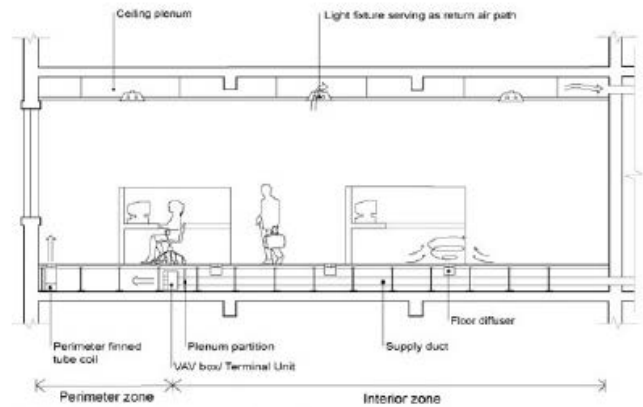 Ceiling plenum
Light fixture serving as return air path
Floor diffuser
Perimeter finned
tube coil
Plenum partition
Supply duct
VAV box/ Terminal Unit
Perimeter zone
Interior zone